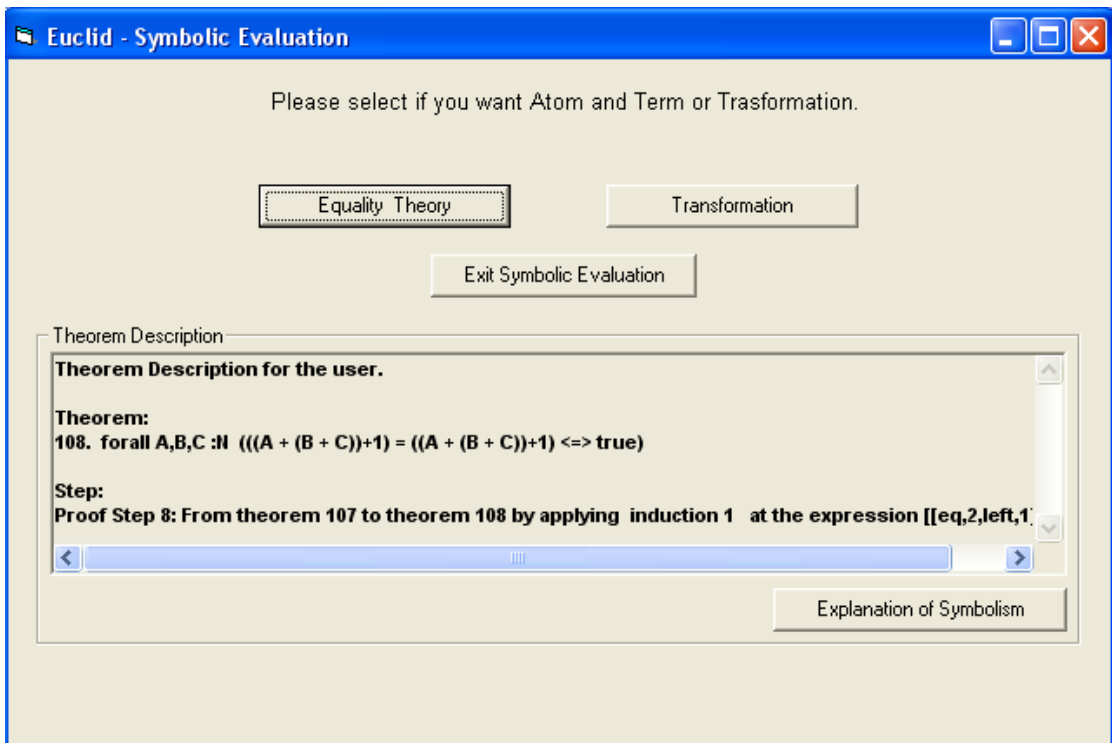 Euclid - Symbolic Evaluation
Please select if you want Atom and Term or Trasformation.
Equality Theory
Transformation
Exit Symbolic Evaluation
Theorem Description
Theorem Description for the user.
Theorem:
108. forall A,B,C :N (((A + (B + C))+1) = ((A + (B + C))+1) <=> true)
Step:
Proof Step 8: From theorem 107 to theorem 108 by applying induction 1 at the expression [[eq,2,left,1]
Explanation of Symbolism